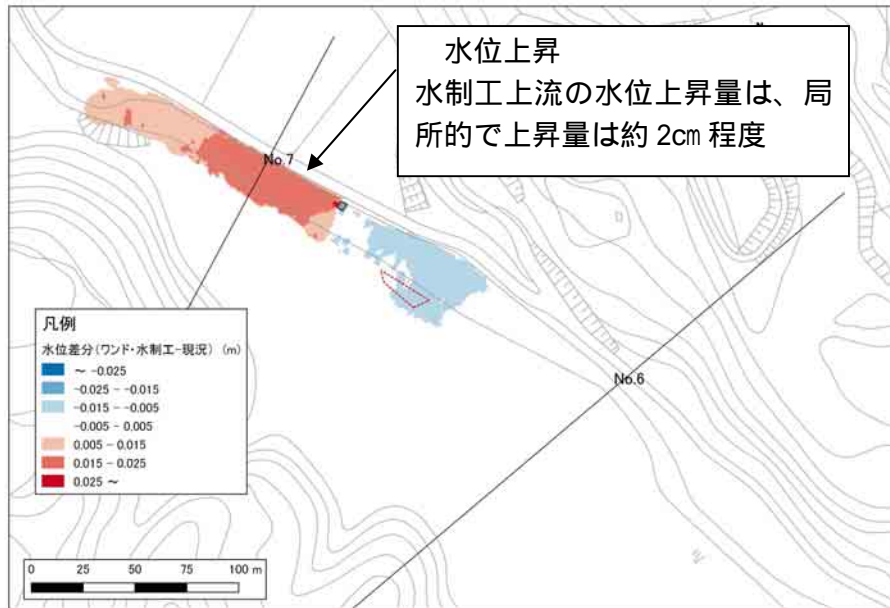 水位上昇
水制工上流の水位上昇量は、局
所的で上昇量は約 2㎝ 程度
No.7
No.6
凡例
水位差分(ワンド・水制工-現況) (m)
～ -0.025
-0.025 - -0.015
-0.015 - -0.005
-0.005 - 0.005
0.005 - 0.015
0.015 - 0.025
0.025 ～
0 25 50 75 100 m